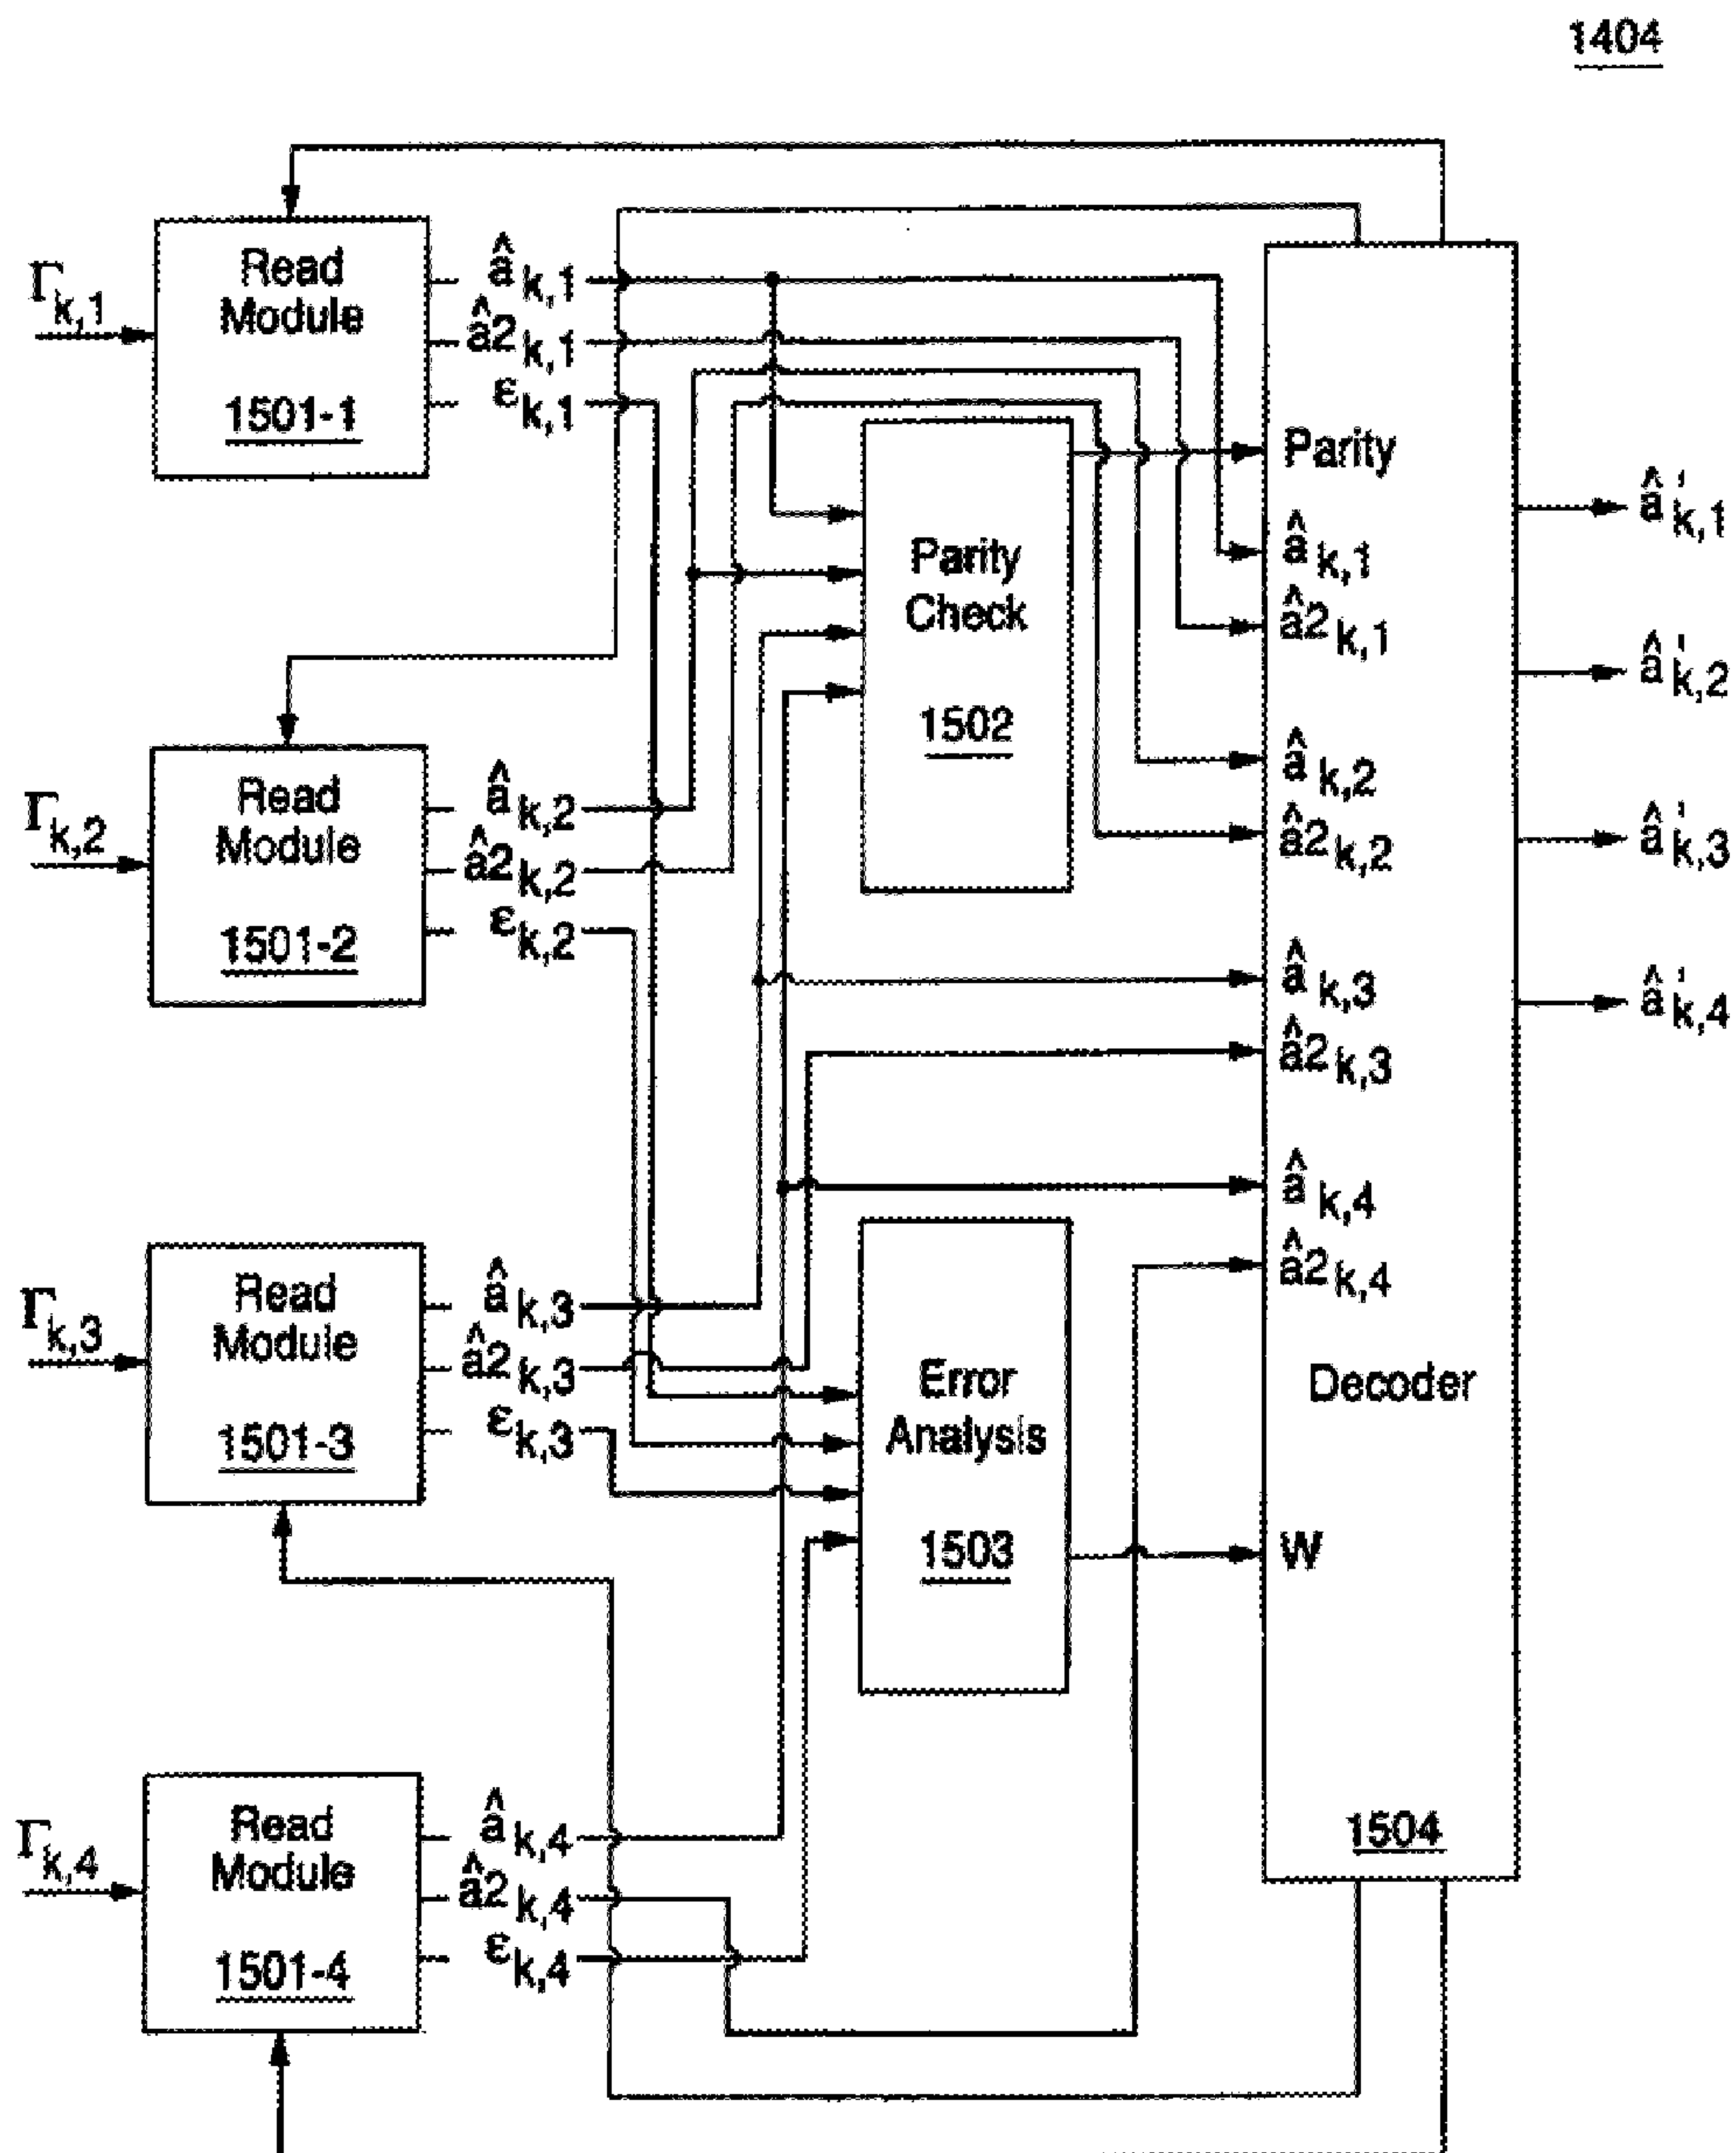 1404
Γk,1
Read
Module
1501-1
âk,1
â2k,1
εk,1
Γk,2
Read
Module
1501-2
âk,2
â2k,2
εk,2
Γk,3
Read
Module
1501-3
âk,3
â2k,3
εk,3
Γk,4
Read
Module
1501-4
âk,4
â2k,4
εk,4
Parity
Check
1502
Error
Analysis
1503
Parity
âk,1
â2k,1
âk,2
â2k,2
âk,3
â2k,3
âk,4
â2k,4
Decoder
W
1504
â'k,1
â'k,2
â'k,3
â'k,4